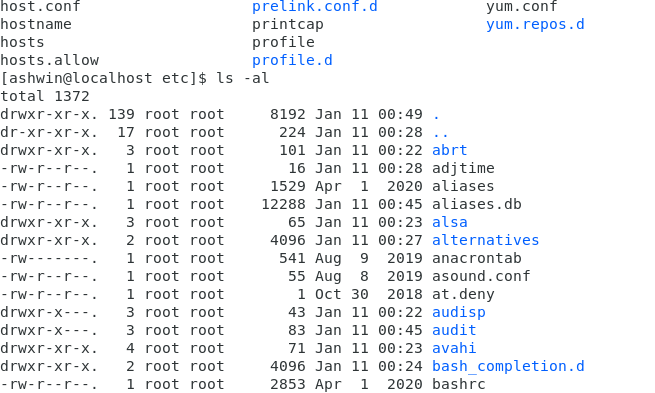 host.conf                   prelink.conf.d            yum.conf
hostname                    printcap                  yum.repos.d
hosts                       profile
hosts.allow                 profile.d
[ashwin@localhost etc]$ ls -al
total 1372
drwxr-xr-x. 139 root root     8192 Jan 11 00:49 .
dr-xr-xr-x.  17 root root      224 Jan 11 00:28 ..
drwxr-xr-x.   3 root root      101 Jan 11 00:22 abrt
-rw-r--r--.   1 root root       16 Jan 11 00:28 adjtime
-rw-r--r--.   1 root root     1529 Apr  1  2020 aliases
-rw-r--r--.   1 root root    12288 Jan 11 00:45 aliases.db
drwxr-xr-x.   3 root root       65 Jan 11 00:23 alsa
drwxr-xr-x.   2 root root     4096 Jan 11 00:27 alternatives
-rw-------.   1 root root      541 Aug  9  2019 anacrontab
-rw-r--r--.   1 root root       55 Aug  8  2019 asound.conf
-rw-r--r--.   1 root root        1 Oct 30  2018 at.deny
drwxr-x---.   3 root root       43 Jan 11 00:22 audisp
drwxr-x---.   3 root root       83 Jan 11 00:45 audit
drwxr-xr-x.   4 root root       71 Jan 11 00:23 avahi
drwxr-xr-x.   2 root root     4096 Jan 11 00:24 bash_completion.d
-rw-r--r--.   1 root root     2853 Apr  1  2020 bashrc